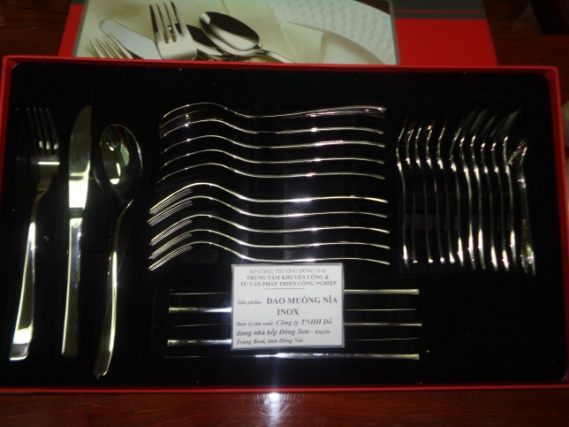 SỞ CÔNG THƯƠNG ĐỒNG NAI
TRUNG TÂM KHUYẾN CÔNG &
TƯ VẤN PHÁT TRIỂN CÔNG NGHIỆP
Sản phẩm: DAO MUỖNG NĨA
INOX
Đơn vị sản xuất: Công ty TNHH Đồ
dùng nhà bếp Đông Sơn – huyện
Trảng Bom, tỉnh Đồng Nai